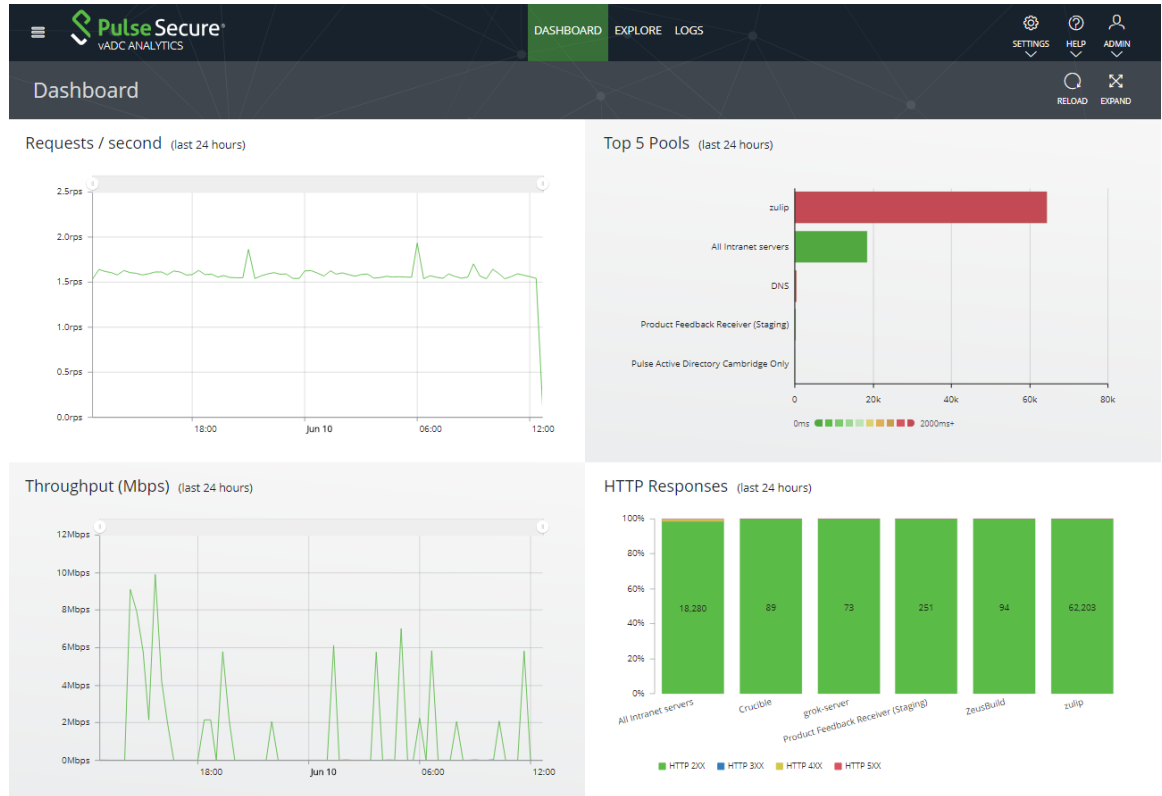 Pulse Secure®
vADC ANALYTICS
DASHBOARD EXPLORE LOGS
SETTINGS HELP ADMIN
Dashboard
RELOAD EXPAND
Requests / second (last 24 hours)
2.5rps
2.0rps
1.5rps
1.0rps
0.5rps
0.0rps
18:00 Jun 10 06:00 12:00
Top 5 Pools (last 24 hours)
zulip
All Intranet servers
DNS
Product Feedback Receiver (Staging)
Pulse Active Directory Cambridge Only
0 20k 40k 60k 80k
0ms 2000ms+
Throughput (Mbps) (last 24 hours)
12Mbps
10Mbps
8Mbps
6Mbps
4Mbps
2Mbps
0Mbps
18:00 Jun 10 06:00 12:00
HTTP Responses (last 24 hours)
100%
80%
60%
40%
20%
0%
18,280 89 73 251 94 62,203
All Intranet servers Crucible grok-server Product Feedback Receiver (Staging) ZeusBuild zulip
HTTP 2XX HTTP 3XX HTTP 4XX HTTP 5XX